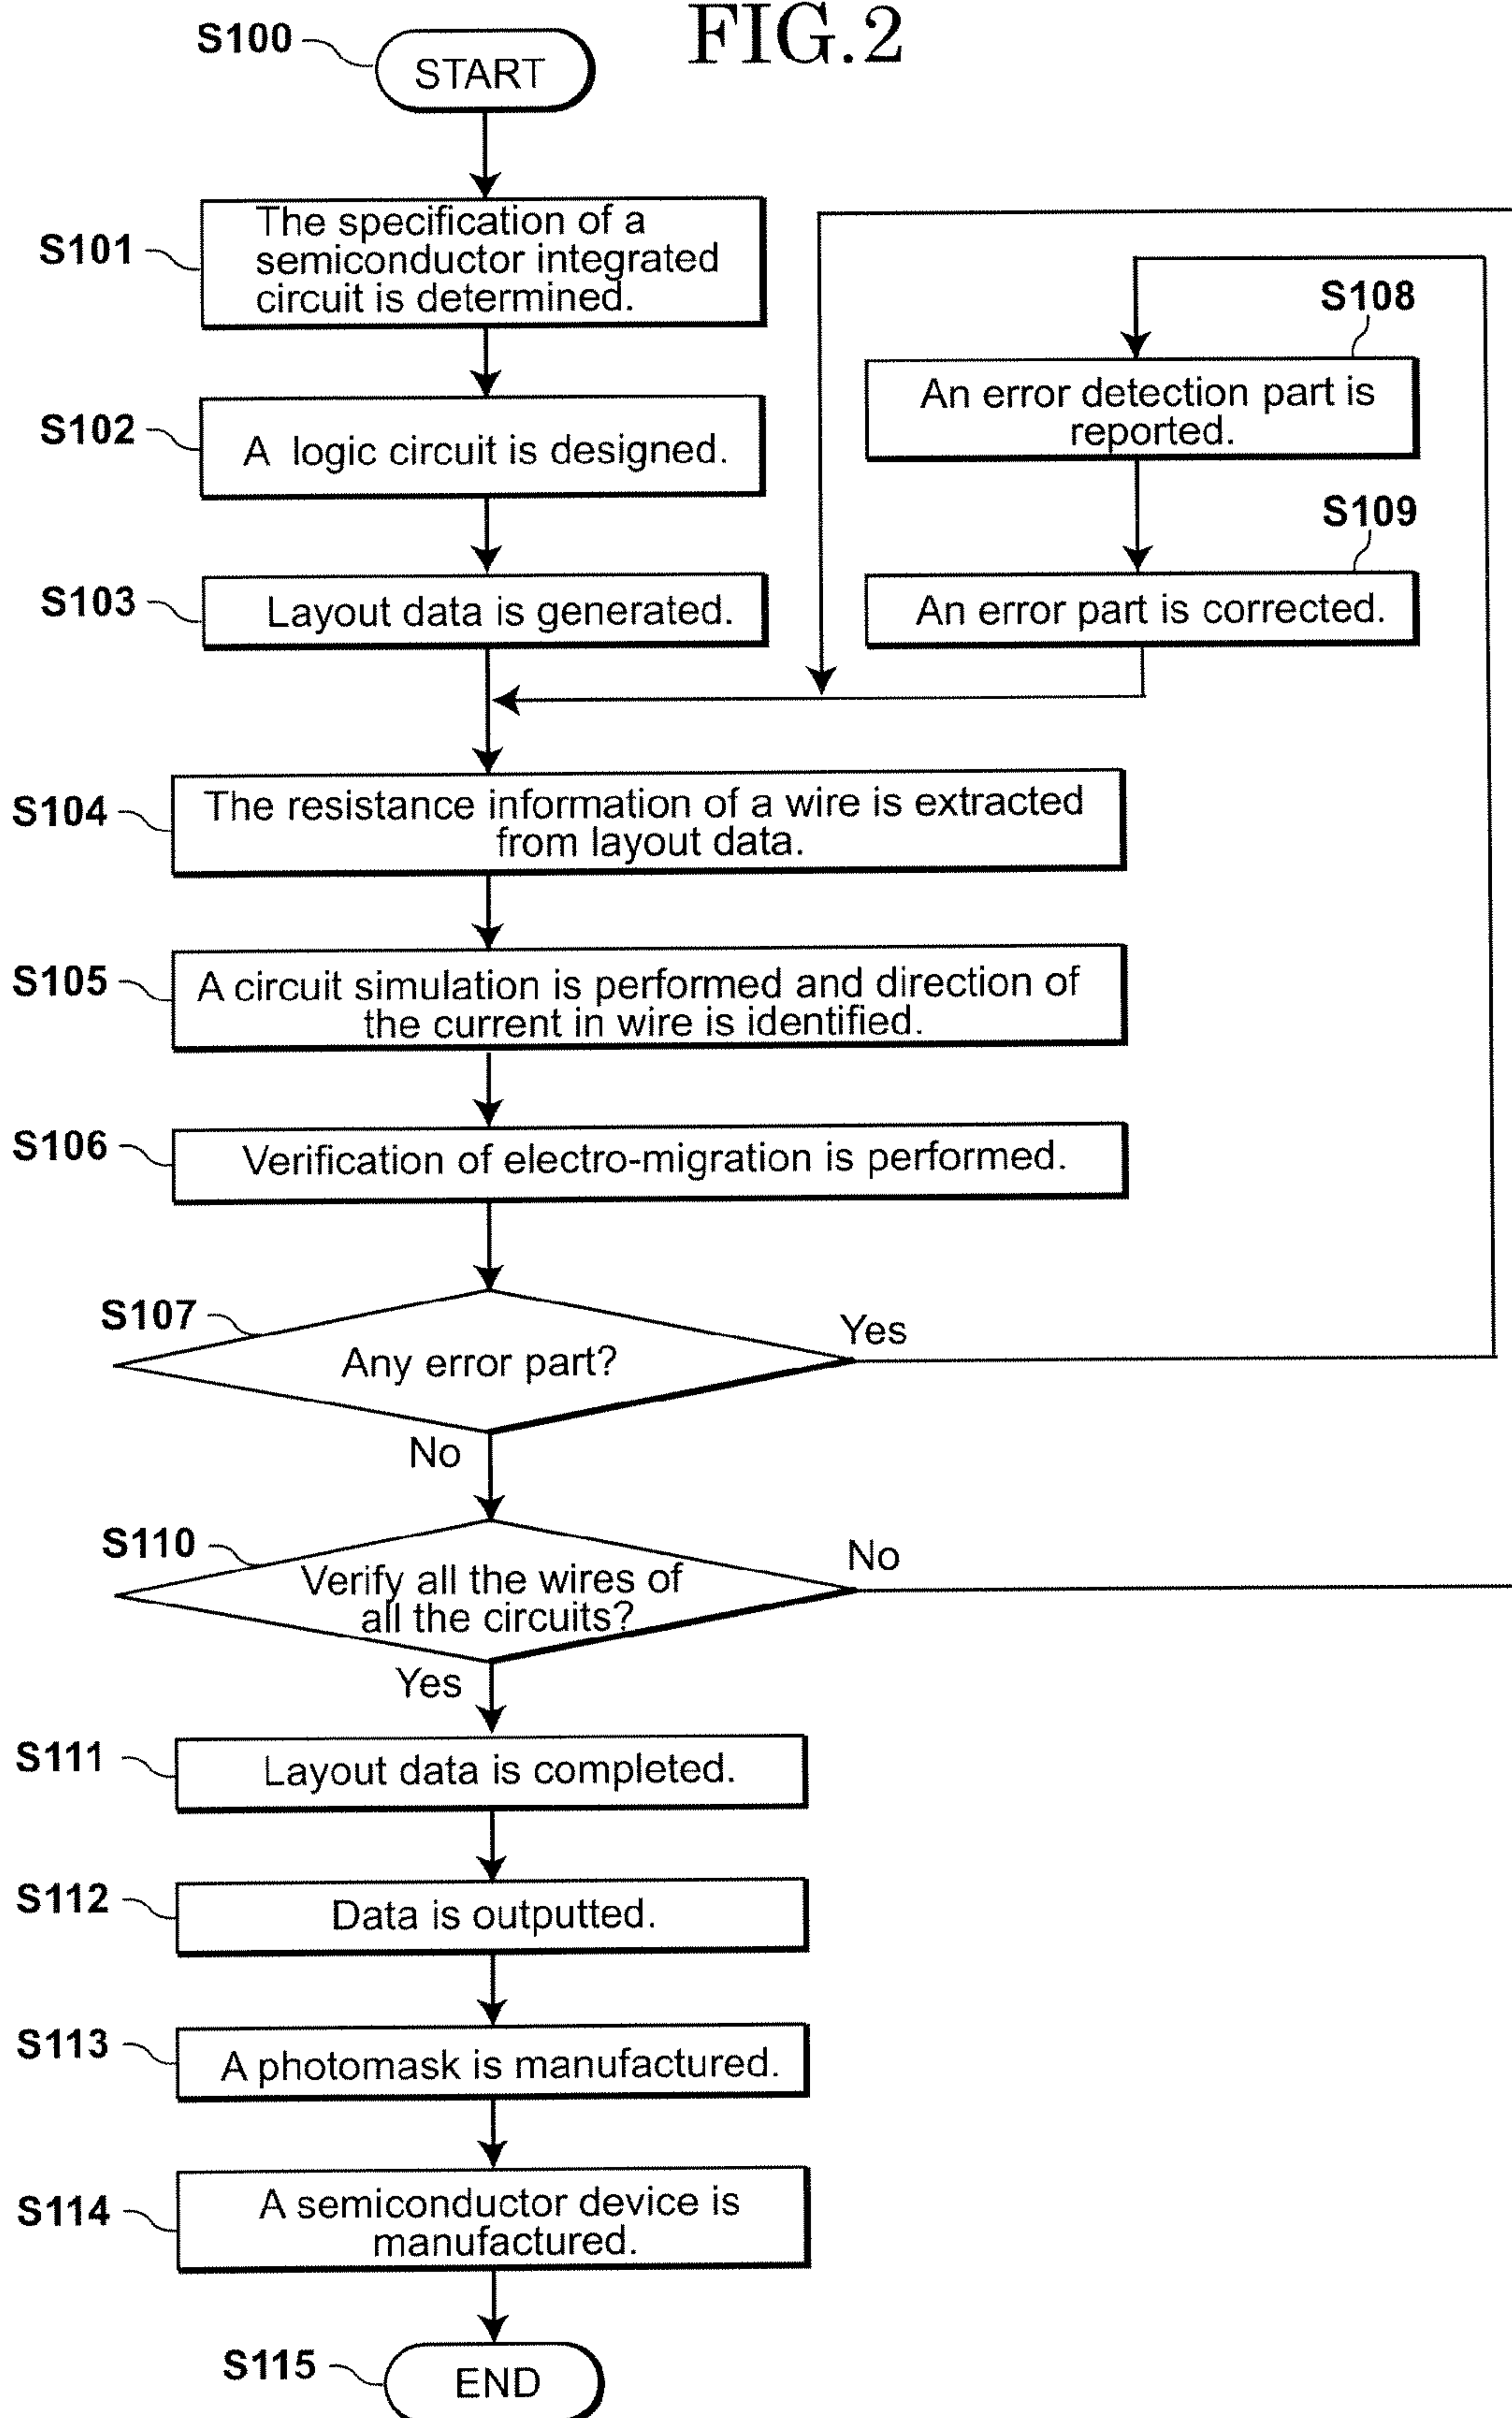 FIG.2
S100
START
S101
The specification of a
semiconductor integrated
circuit is determined.
S102
A logic circuit is designed.
S103
Layout data is generated.
S108
An error detection part is
reported.
S109
An error part is corrected.
S104
The resistance information of a wire is extracted
from layout data.
S105
A circuit simulation is performed and direction of
the current in wire is identified.
S106
Verification of electro-migration is performed.
S107
Any error part?
Yes
No
S110
Verify all the wires of
all the circuits?
No
Yes
S111
Layout data is completed.
S112
Data is outputted.
S113
A photomask is manufactured.
S114
A semiconductor device is
manufactured.
S115
END